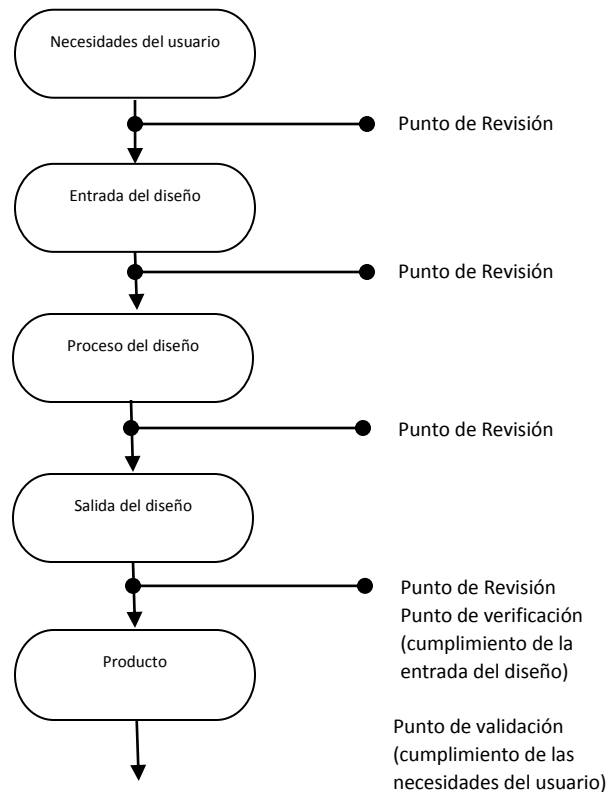 Necesidades del usuario
Punto de Revisión
Entrada del diseño
Punto de Revisión
Proceso del diseño
Punto de Revisión
Salida del diseño
Punto de Revisión
Punto de verificación
(cumplimiento de la
entrada del diseño)
Producto
Punto de validación
(cumplimiento de las
necesidades del usuario)